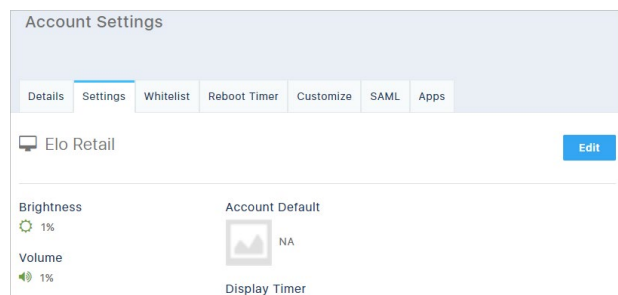 Account Settings
Details Settings Whitelist Reboot Timer Customize SAML Apps
Elo Retail
Edit
Brightness
1%
Volume
1%
Account Default
NA
Display Timer